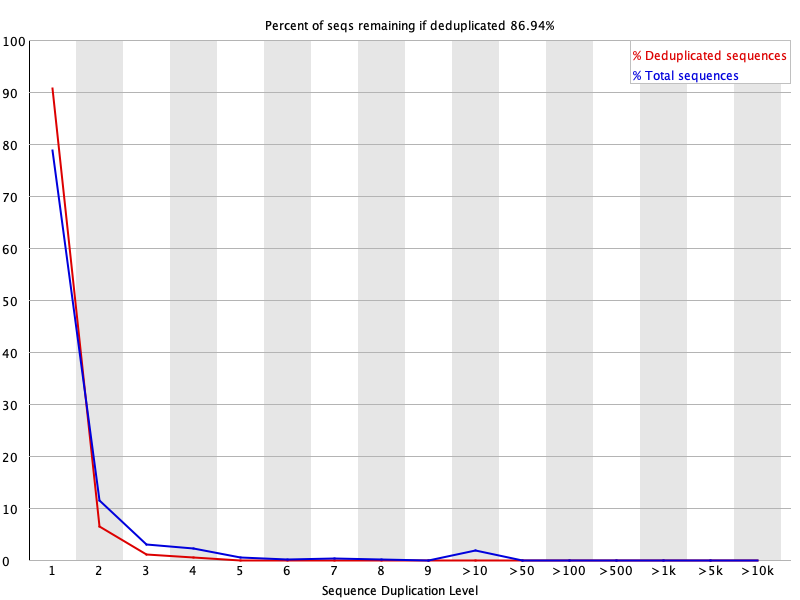 Percent of seqs remaining if deduplicated 86.94%
% Deduplicated sequences
% Total sequences
100
90
80
70
60
50
40
30
20
10
0
1 2 3 4 5 6 7 8 9 >10 >50 >100 >500 >1k >5k >10k
Sequence Duplication Level